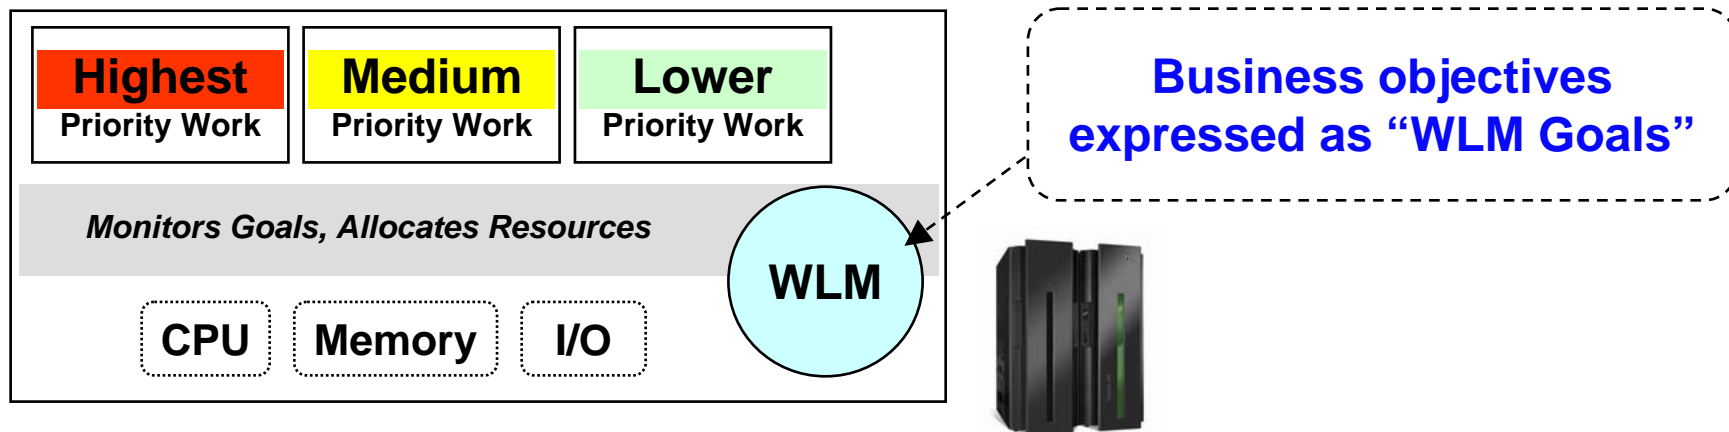 Highest
Priority Work
Medium
Priority Work
Lower
Priority Work
Business objectives
expressed as “WLM Goals”
Monitors Goals, Allocates Resources
WLM
CPU
Memory
I/O